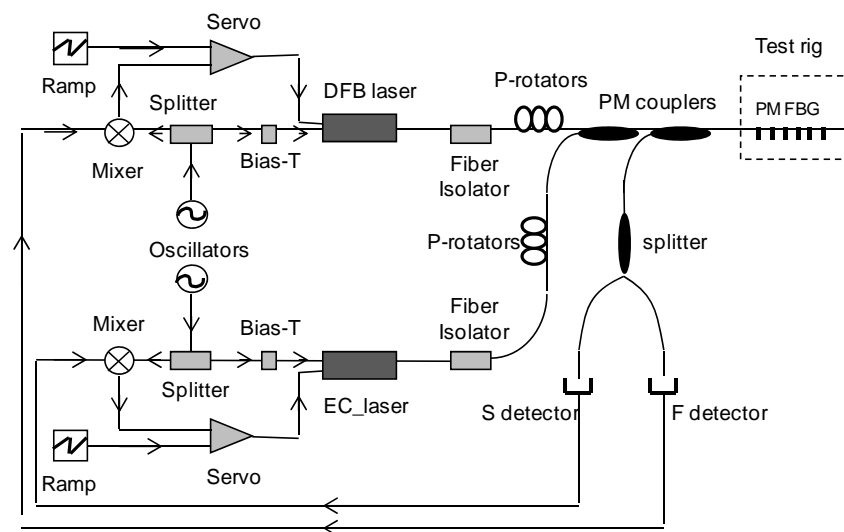 Servo
Ramp
Splitter
DFB laser
P-rotators
PM couplers
Test rig
PM FBG
Mixer
Bias-T
Fiber
Isolator
Oscillators
P-rotators
splitter
Mixer
Bias-T
Fiber
Isolator
Splitter
EC_laser
S detector
F detector
Ramp
Servo